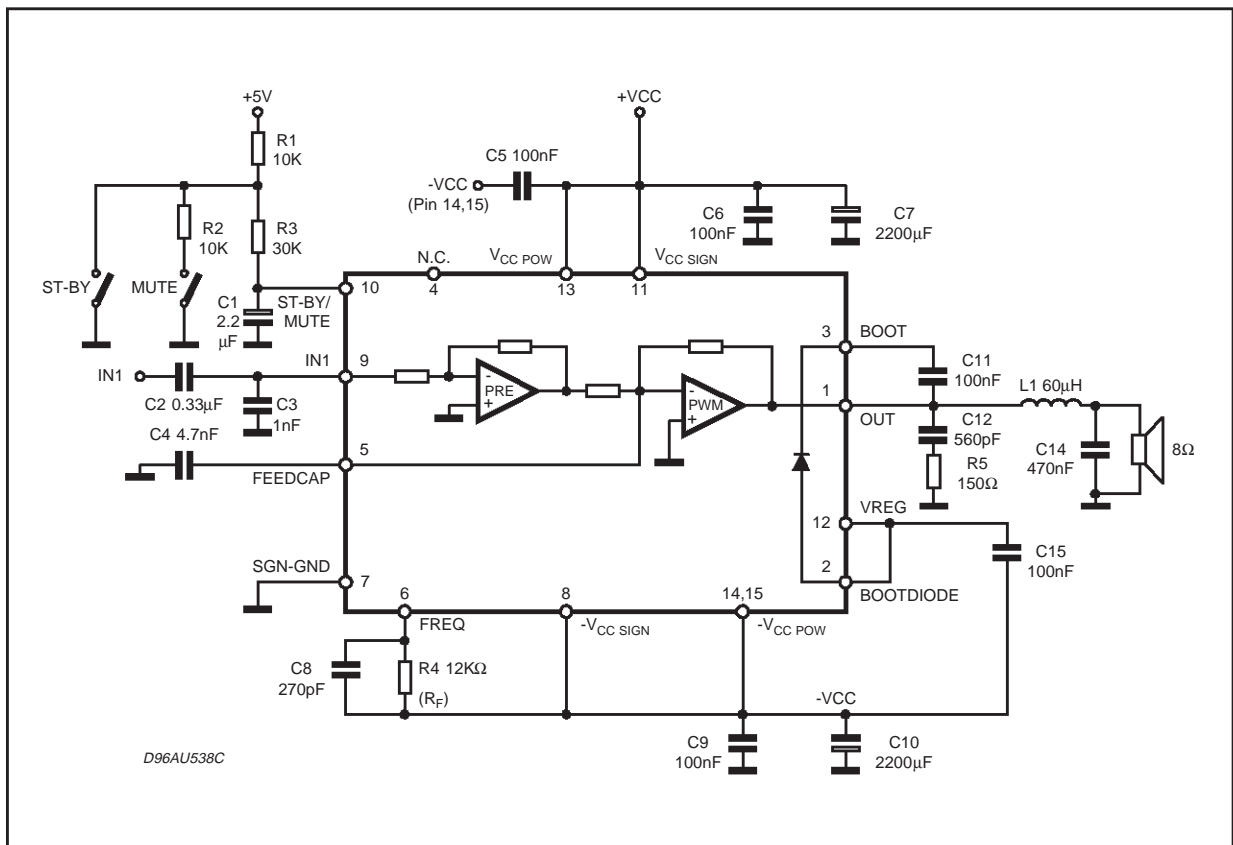 +5V
R1
10K
+VCC
C5 100nF
-VCC
(Pin 14,15)
R2
10K
R3
30K
C6
100nF
C7
2200µF
ST-BY
MUTE
C1
2.2
µF
N.C.
4
VCC POW
13
VCC SIGN
11
10
ST-BY/
MUTE
IN1
IN1
9
C2 0.33µF
C3
1nF
C4 4.7nF
-
PRE
+
-
PWM
+
3
BOOT
C11
100nF
1
OUT
L1 60µH
C12
560pF
R5
150Ω
C14
470nF
8Ω
5
FEEDCAP
12
VREG
C15
100nF
2
BOOTDIODE
SGN-GND
7
6
FREQ
8
-VCC SIGN
14,15
-VCC POW
C8
270pF
R4 12KΩ
(RF)
-VCC
C9
100nF
C10
2200µF
D96AU538C